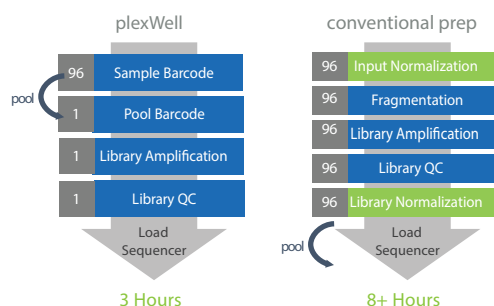 plexWell
96 Sample Barcode
pool
1 Pool Barcode
1 Library Amplification
1 Library QC
Load
Sequencer
3 Hours
conventional prep
96 Input Normalization
96 Fragmentation
96 Library Amplification
96 Library QC
96 Library Normalization
pool
Load
Sequencer
8+ Hours